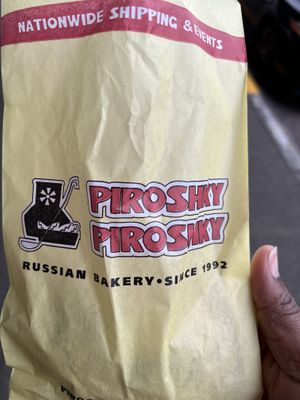 NATIONWIDE SHIPPING & EVENTS
PIROSHKY
PIROSHKY
RUSSIAN BAKERY • SINCE 1992